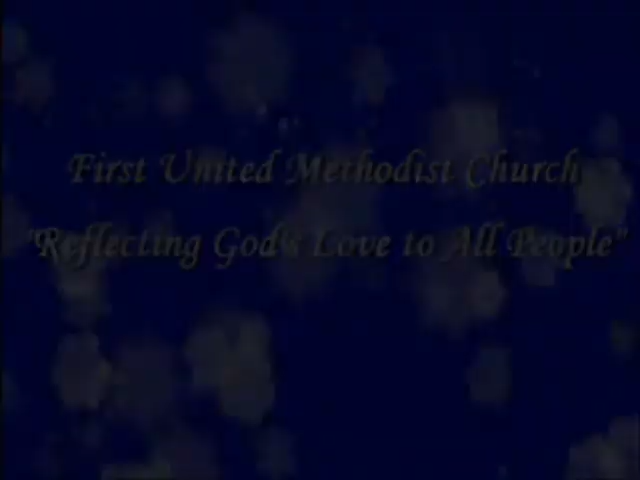 First United Methodist Church
"Reflecting God's Love to All People"